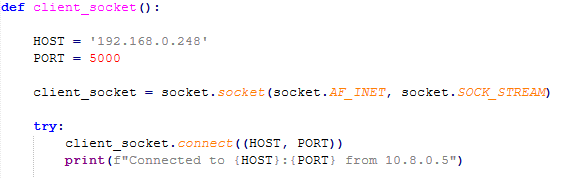 def client_socket():
HOST = '192.168.0.248'
PORT = 5000
client_socket = socket.socket(socket.AF_INET, socket.SOCK_STREAM)
try:
client_socket.connect((HOST, PORT))
print(f"Connected to {HOST}:{PORT} from 10.8.0.5")